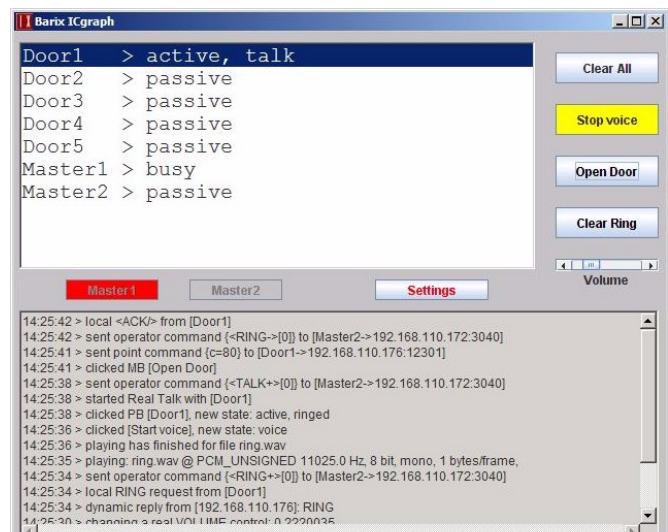 Barix ICgraph
Door1 > active, talk
Door2 > passive
Door3 > passive
Door4 > passive
Door5 > passive
Master1 > busy
Master2 > passive
Clear All
Stop voice
Open Door
Clear Ring
Volume
Master1
Master2
Settings
14:25:42 > local <ACK/> from [Door1]
14:25:42 > sent operator command {<RING->[0]} to [Master2->192.168.110.172:3040]
14:25:41 > sent point command {c=80} to [Door1->192.168.110.176:12301]
14:25:41 > clicked MB [Open Door]
14:25:38 > sent operator command {<TALK+>[0]} to [Master2->192.168.110.172:3040]
14:25:38 > started Real Talk with [Door1]
14:25:38 > clicked PB [Door1], new state: active, ringed
14:25:36 > clicked [Start voice], new state: voice
14:25:36 > playing has finished for file ring.wav
14:25:35 > playing: ring.wav @ PCM_UNSIGNED 11025.0 Hz, 8 bit, mono, 1 bytes/frame,
14:25:34 > sent operator command {<RING+>[0]} to [Master2->192.168.110.172:3040]
14:25:34 > local RING request from [Door1]
14:25:34 > dynamic reply from [192.168.110.176]: RING
14:25:30 > changing a real VOLUME control: 0.2220035